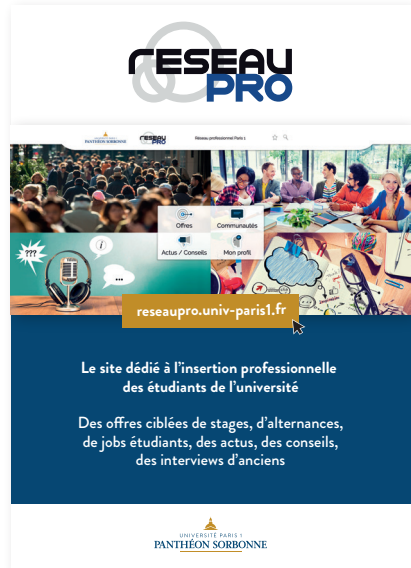 RESEAU
PRO
PANTHÉON SORBONNE
RESEAU
PRO
Réseau professionnel Paris 1
Offres
Communautés
Actus / Conseils
Mon profil
???
i
...
reseaupro.univ-paris1.fr
Le site dédié à l'insertion professionnelle
des étudiants de l'université
Des offres ciblées de stages, d'alternances,
de jobs étudiants, des actus, des conseils,
des interviews d'anciens
UNIVERSITÉ PARIS 1
PANTHÉON SORBONNE